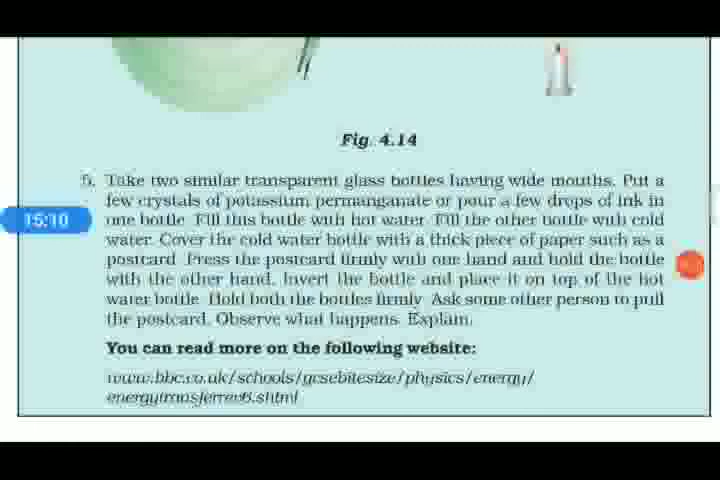 Fig. 4.14
5. Take two similar transparent glass bottles having wide mouths. Put a
few crystals of potassium permanganate or pour a few drops of ink in
one bottle. Fill this bottle with hot water. Fill the other bottle with cold
water. Cover the cold water bottle with a thick piece of paper such as a
postcard. Press the postcard firmly with one hand and hold the bottle
with the other hand. Invert the bottle and place it on top of the hot
water bottle. Hold both the bottles firmly. Ask some other person to pull
the postcard. Observe what happens. Explain.
15:10
You can read more on the following website:
www.bbc.co.uk/schools/gcsebitesize/physics/energy/